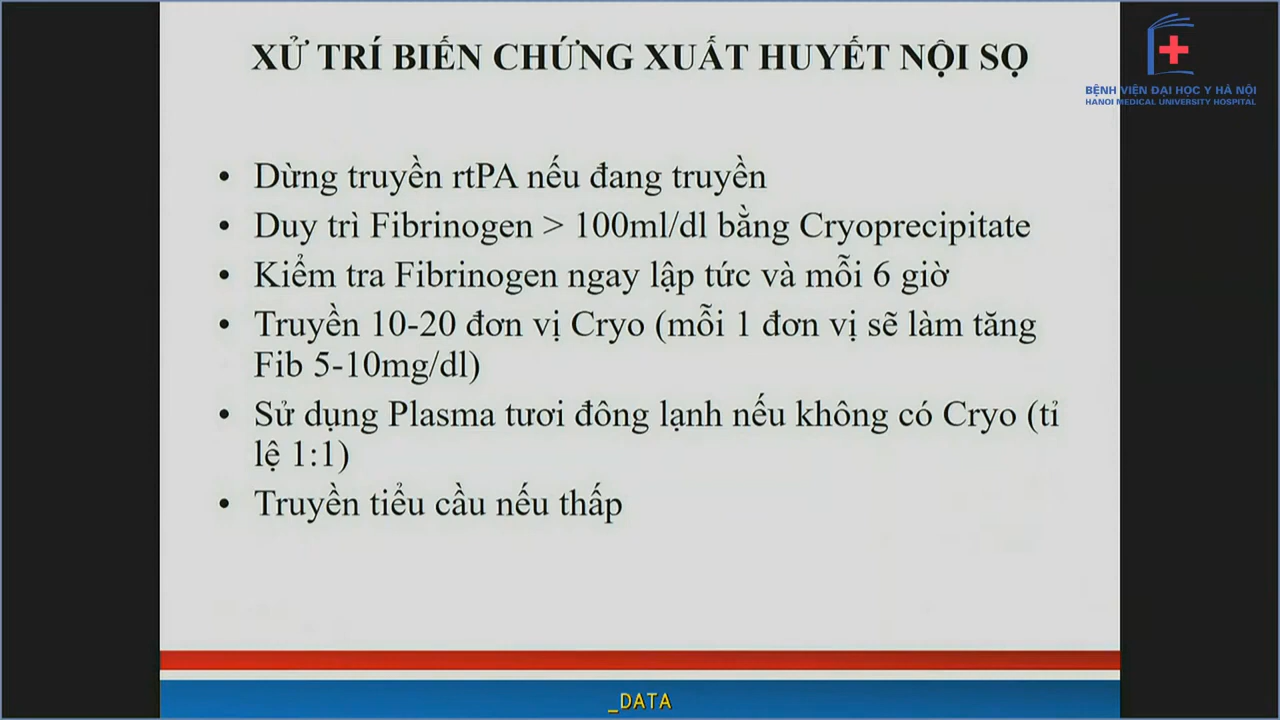 XỬ TRÍ BIẾN CHỨNG XUẤT HUYẾT NỘI SỌ
BỆNH VIỆN ĐẠI HỌC Y HÀ NỘI
HANOI MEDICAL UNIVERSITY HOSPITAL
• Dừng truyền rtPA nếu đang truyền
• Duy trì Fibrinogen > 100ml/dl bằng Cryoprecipitate
• Kiểm tra Fibrinogen ngay lập tức và mỗi 6 giờ
• Truyền 10-20 đơn vị Cryo (mỗi 1 đơn vị sẽ làm tăng
Fib 5-10mg/dl)
• Sử dụng Plasma tươi đông lạnh nếu không có Cryo (tỉ
lệ 1:1)
• Truyền tiểu cầu nếu thấp
_DATA